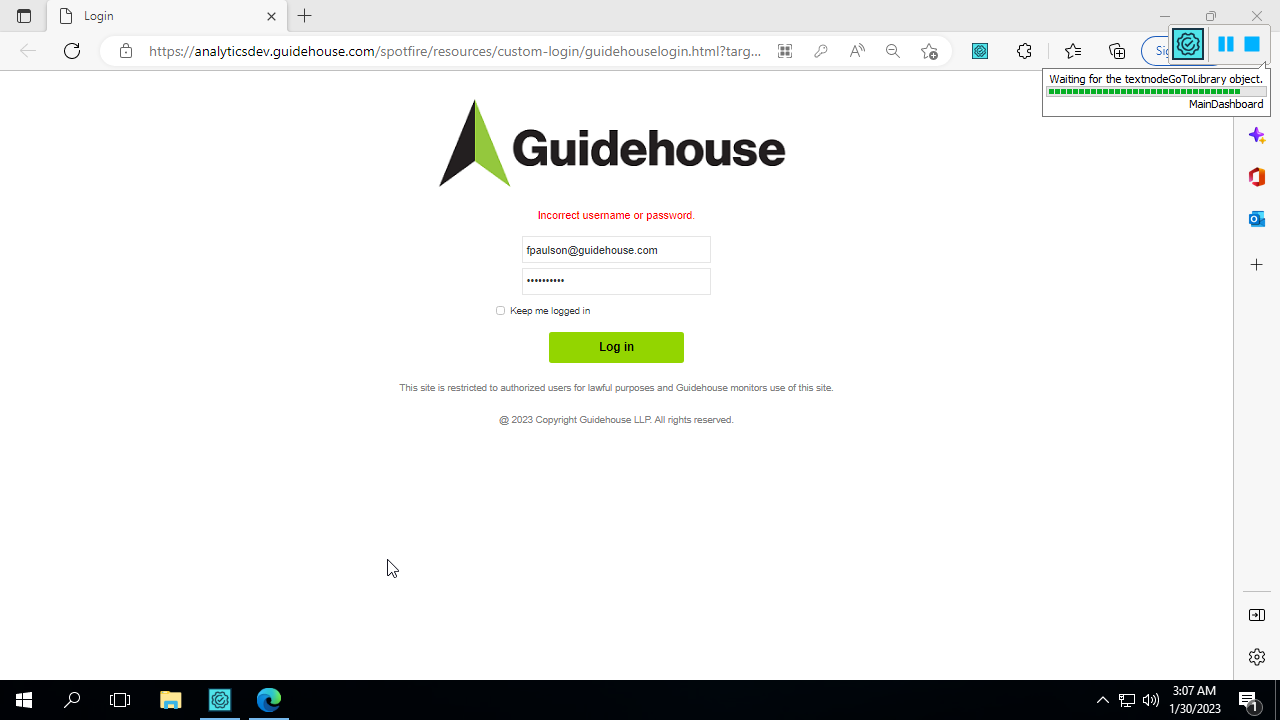 Login
https://analyticsdev.guidehouse.com/spotfire/resources/custom-login/guidehouselogin.html?targ...
Waiting for the textnodeGoToLibrary object.
MainDashboard
Guidehouse
Incorrect username or password.
fpaulson@guidehouse.com
••••••••••
Keep me logged in
Log in
This site is restricted to authorized users for lawful purposes and Guidehouse monitors use of this site.
@ 2023 Copyright Guidehouse LLP. All rights reserved.
3:07 AM
1/30/2023
1